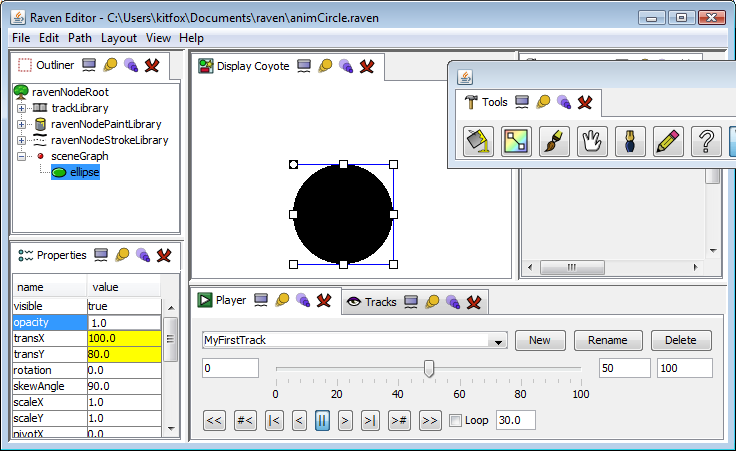 Raven Editor - C:\Users\kitfox\Documents\raven\animCircle.raven
File Edit Path Layout View Help
Outliner
ravenNodeRoot
trackLibrary
ravenNodePaintLibrary
ravenNodeStrokeLibrary
sceneGraph
ellipse
Display Coyote
Tools
Properties
name value
visible true
opacity 1.0
transX 100.0
transY 80.0
rotation 0.0
skewAngle 90.0
scaleX 1.0
scaleY 1.0
pivotX 0.0
Player Tracks
MyFirstTrack New Rename Delete
0 50 100
0 20 40 60 80 100
<< #< |< < || > >| ># >> Loop 30.0